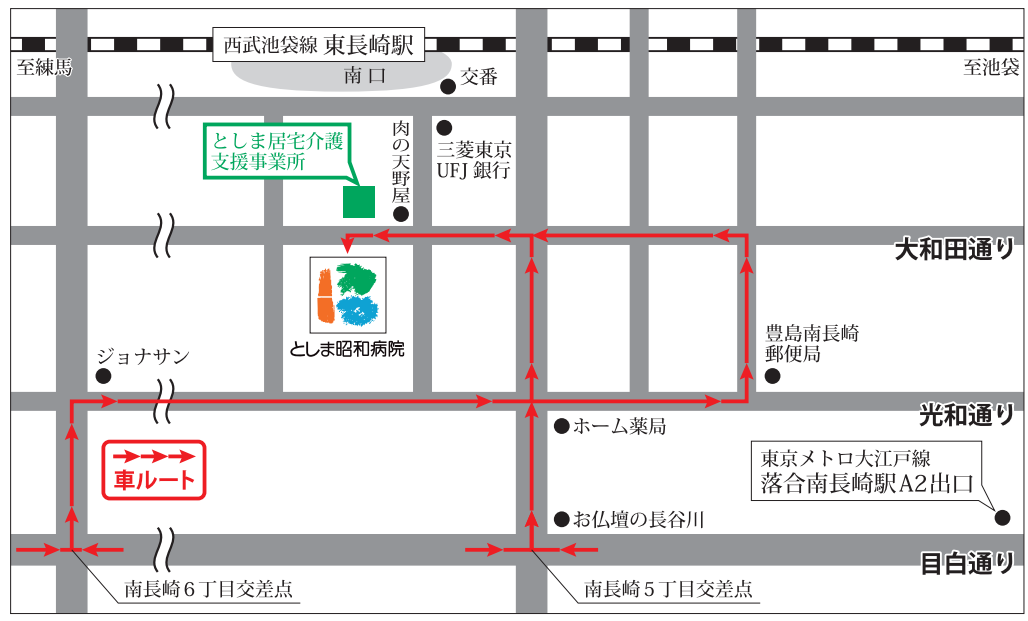 西武池袋線 東長崎駅
至練馬
南口
交番
至池袋
としま居宅介護
支援事業所
肉の天野屋
三菱東京
UFJ 銀行
大和田通り
としま昭和病院
豊島南長崎
郵便局
ジョナサン
光和通り
ホーム薬局
車ルート
東京メトロ大江戸線
落合南長崎駅A2出口
お仏壇の長谷川
目白通り
南長崎6丁目交差点
南長崎5丁目交差点